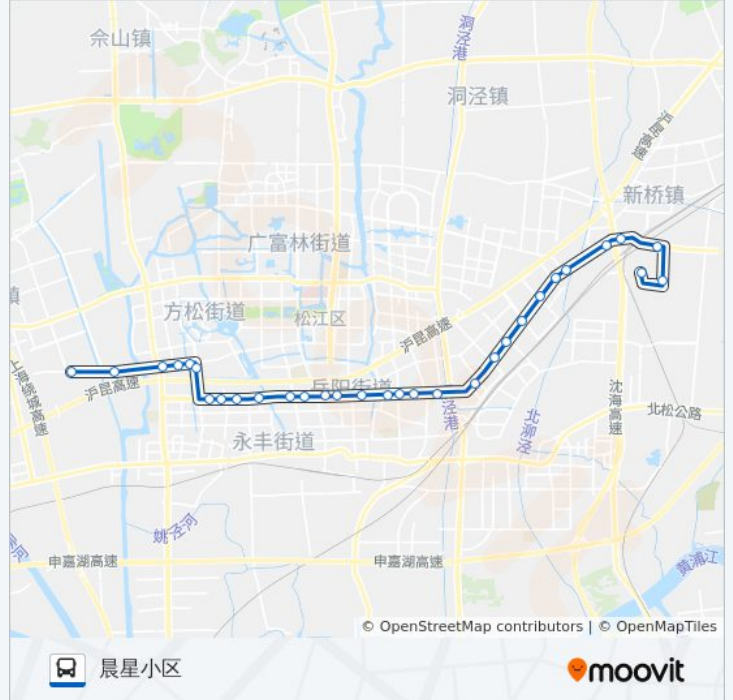 佘山镇
洞泾港
洞泾镇
沪昆高速
新桥镇
广富林街道
镇
方松街道
松江区
沪昆高速
上海绕城高速
沪昆高速
岳阳街道
泾港
沈海高速
北松公路
北泖泾
永丰街道
姚泾河
河
申嘉湖高速
申嘉湖高速
黄浦江
© OpenStreetMap contributors | © OpenMapTiles
晨星小区
moovit